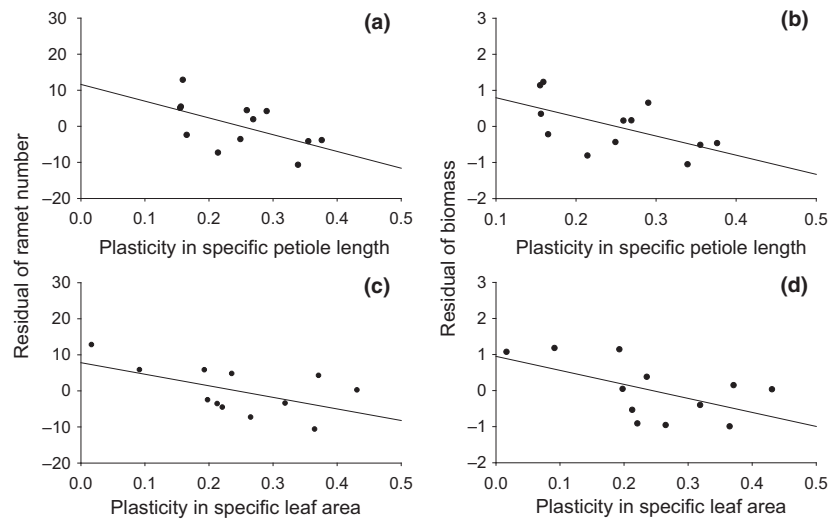 (a)
30
20
10
0
–10
–20
0.0 0.1 0.2 0.3 0.4 0.5
Plasticity in specific petiole length
(b)
3
2
1
0
–1
–2
0.1 0.2 0.3 0.4 0.5
Plasticity in specific petiole length
Residual of ramet number
Residual of biomass
(c)
30
20
10
0
–10
–20
0.0 0.1 0.2 0.3 0.4 0.5
Plasticity in specific leaf area
(d)
3
2
1
0
–1
–2
0.0 0.1 0.2 0.3 0.4 0.5
Plasticity in specific leaf area